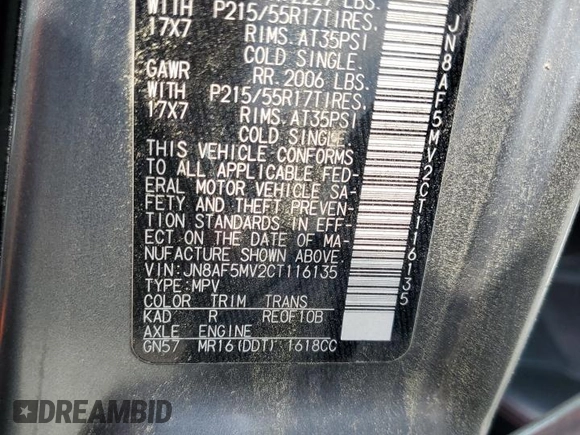 2227 LBS.
WITH P215/55R17TIRES,
17X7 RIMS. AT35PSI
COLD SINGLE.
GAWR RR. 2006 LBS.
WITH P215/55R17TIRES,
17X7 RIMS. AT35PSI
COLD SINGLE.
THIS VEHICLE CONFORMS
TO ALL APPLICABLE FED-
ERAL MOTOR VEHICLE SA-
FETY AND THEFT PREVEN-
TION STANDARDS IN EFF-
ECT ON THE DATE OF MA-
NUFACTURE SHOWN ABOVE.
VIN:JN8AF5MV2CT116135
TYPE:MPV
COLOR TRIM TRANS
KAD R RE0F10B
AXLE ENGINE
GN57 MR16(DDT) 1618CC
JN8AF5MV2CT116135
DREAMBID